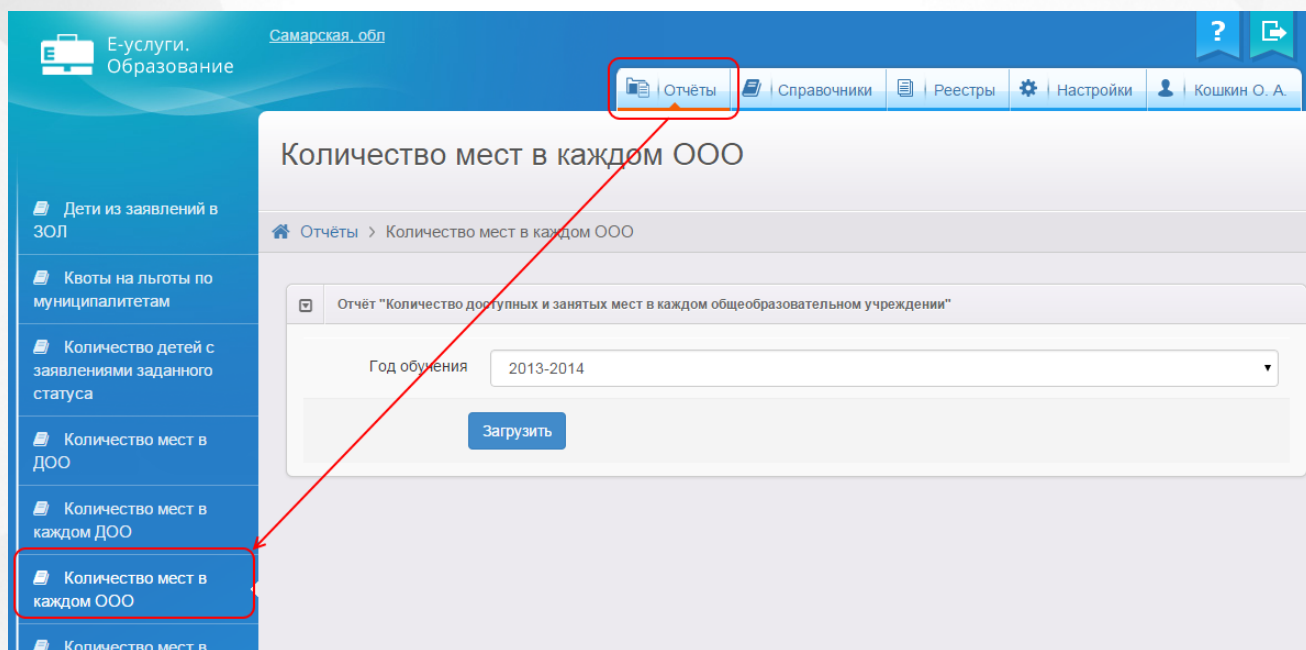 Е-услуги.
Образование
Самарская, обл
?
Е
Отчёты
Справочники
Реестры
Настройки
Кошкин О. А.
Количество мест в каждом ООО
Отчёты > Количество мест в каждом ООО
Дети из заявлений в
ЗОЛ
Квоты на льготы по
муниципалитетам
Количество детей с
заявлениями заданного
статуса
Количество мест в
ДОО
Количество мест в
каждом ДОО
Количество мест в
каждом ООО
Количество мест в
Отчёт "Количество доступных и занятых мест в каждом общеобразовательном учреждении"
Год обучения
2013-2014
Загрузить